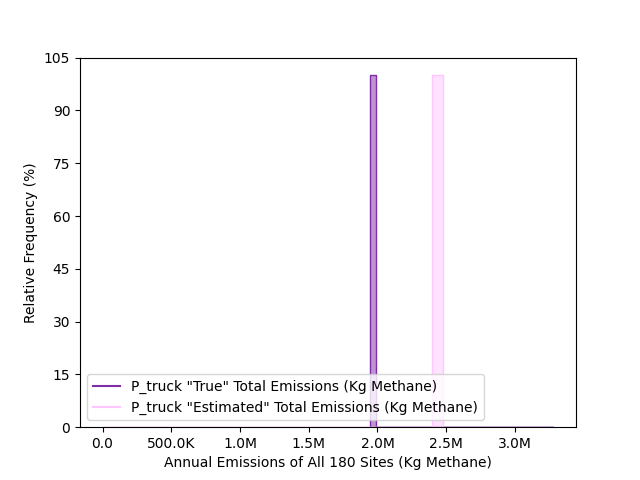 105
90
75
60
45
30
15
0
Relative Frequency (%)
P_truck "True" Total Emissions (Kg Methane)
P_truck "Estimated" Total Emissions (Kg Methane)
0.0 500.0K 1.0M 1.5M 2.0M 2.5M 3.0M
Annual Emissions of All 180 Sites (Kg Methane)